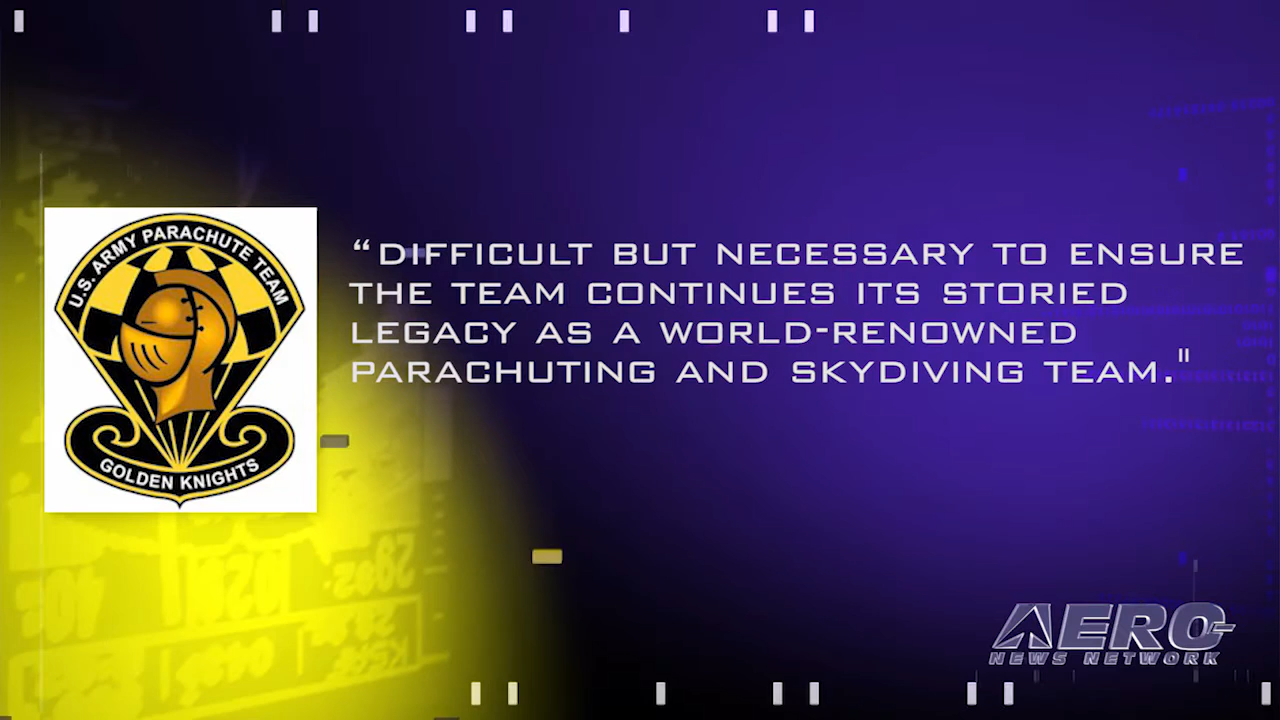 U.S. ARMY PARACHUTE TEAM
GOLDEN KNIGHTS
“DIFFICULT BUT NECESSARY TO ENSURE
THE TEAM CONTINUES ITS STORIED
LEGACY AS A WORLD-RENOWNED
PARACHUTING AND SKYDIVING TEAM."
AERO
NEWS NETWORK